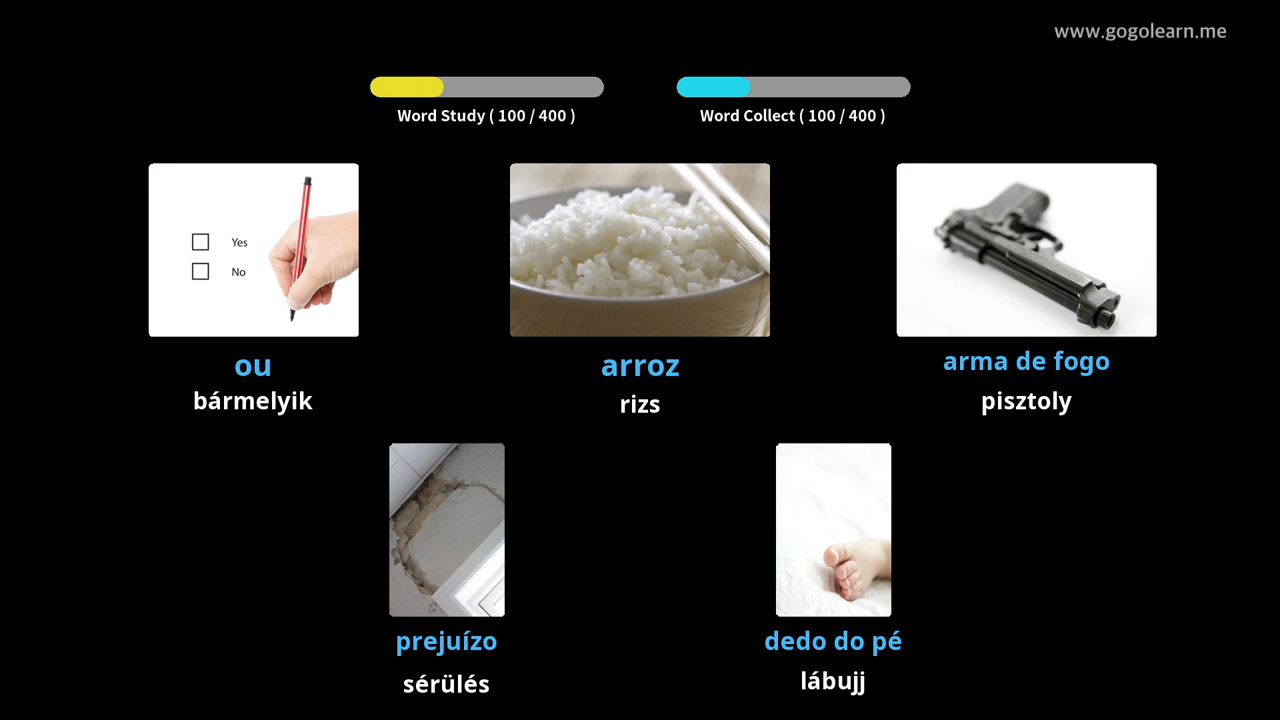 www.gogolearn.me
Word Study ( 100 / 400 )
Word Collect ( 100 / 400 )
Yes
No
ou
bármelyik
arroz
rizs
arma de fogo
pisztoly
prejuízo
sérülés
dedo do pé
lábujj